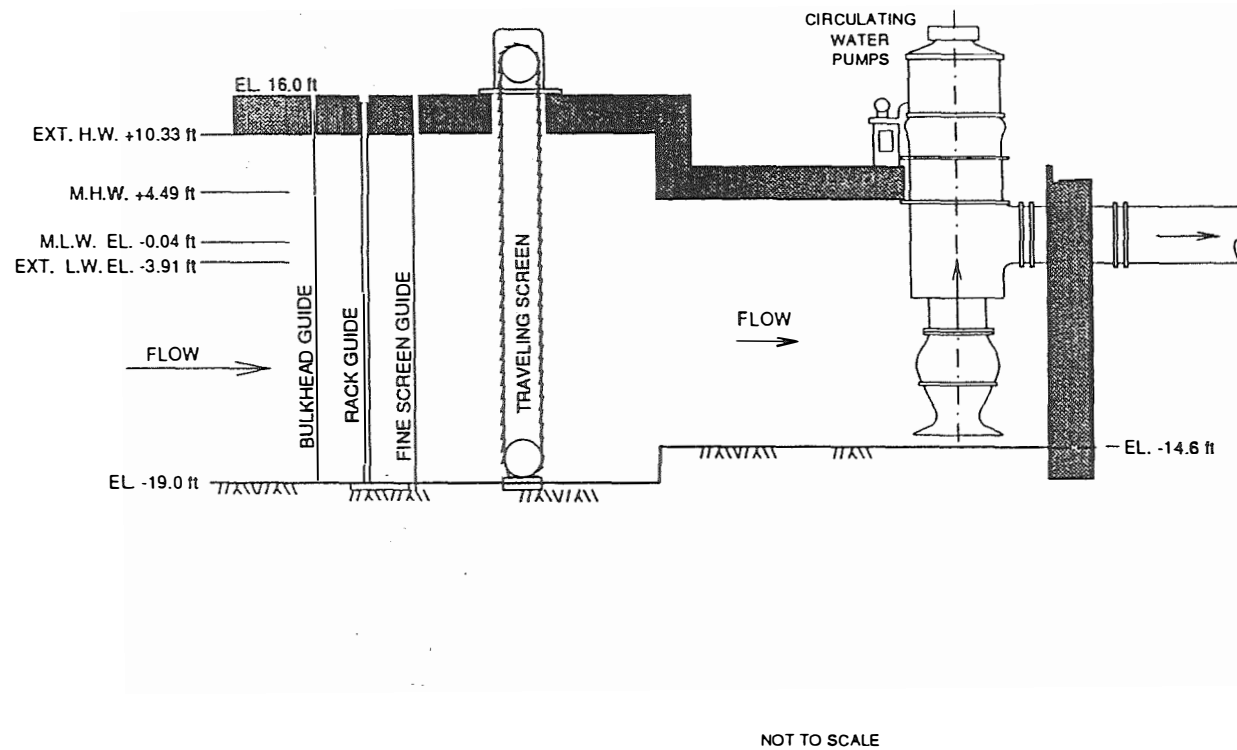 CIRCULATING
WATER
PUMPS
EL. 16.0 ft
EXT. H.W. +10.33 ft
M.H.W. +4.49 ft
M.L.W. EL. -0.04 ft
EXT. L.W. EL. -3.91 ft
FLOW
BULKHEAD GUIDE
RACK GUIDE
FINE SCREEN GUIDE
TRAVELING SCREEN
FLOW
EL. -14.6 ft
EL. -19.0 ft
NOT TO SCALE